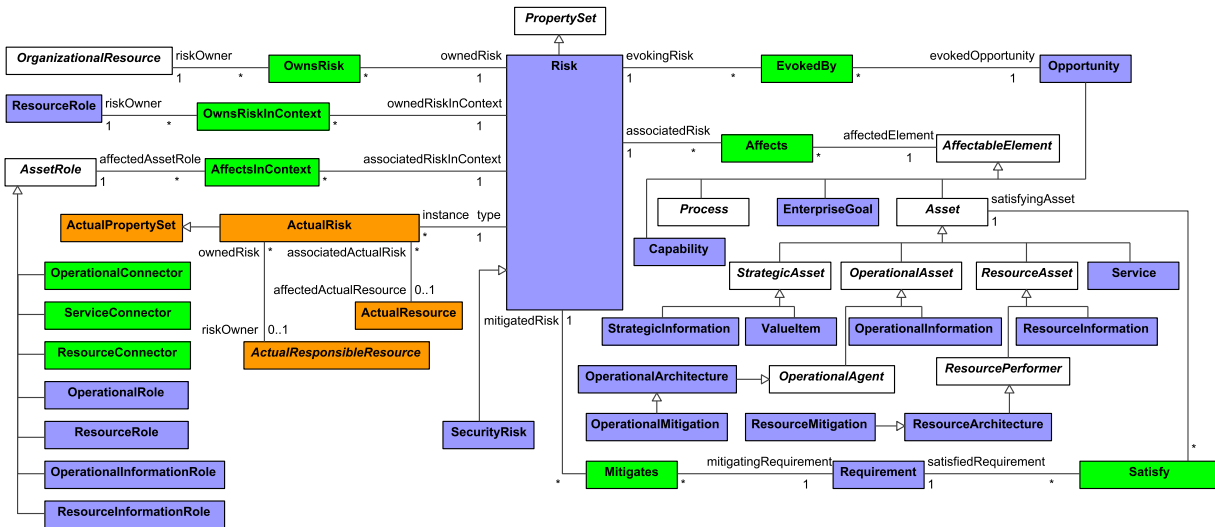 PropertySet
OrganizationalResource
riskOwner
1
*
OwnsRisk
*
ownedRisk
1
Risk
evokingRisk
1
*
EvokedBy
*
evokedOpportunity
1
Opportunity
ResourceRole
riskOwner
1
*
OwnsRiskInContext
*
ownedRiskInContext
1
associatedRisk
1
*
Affects
*
affectedElement
1
AffectableElement
AssetRole
affectedAssetRole
1
*
AffectsInContext
*
associatedRiskInContext
1
Process
EnterpriseGoal
Asset
satisfyingAsset
1
ActualPropertySet
ActualRisk
instance
*
type
1
Capability
ownedRisk
*
associatedActualRisk
*
OperationalConnector
StrategicAsset
OperationalAsset
ResourceAsset
Service
affectedActualResource
0..1
ServiceConnector
ActualResource
mitigatedRisk
1
StrategicInformation
ValueItem
OperationalInformation
ResourceInformation
riskOwner
0..1
ResourceConnector
ActualResponsibleResource
OperationalArchitecture
OperationalAgent
ResourcePerformer
OperationalRole
ResourceRole
SecurityRisk
OperationalMitigation
ResourceMitigation
ResourceArchitecture
OperationalInformationRole
*
Mitigates
*
mitigatingRequirement
1
Requirement
satisfiedRequirement
1
*
Satisfy
*
ResourceInformationRole